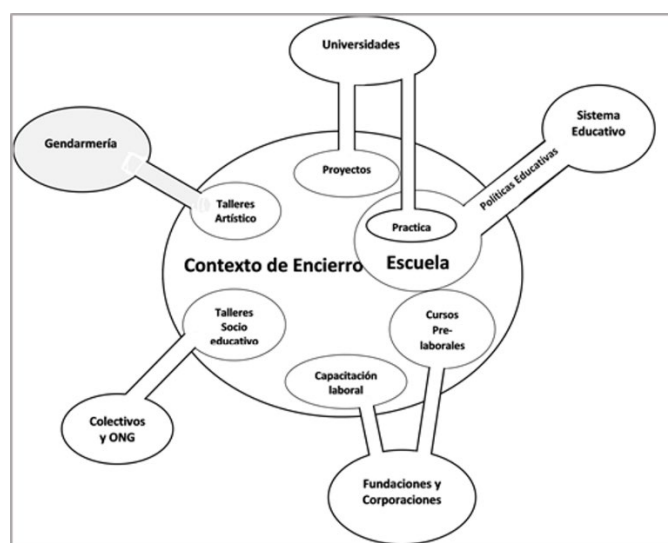 Universidades
Sistema
Educativo
Gendarmería
Políticas Educativas
Proyectos
Talleres
Artístico
Practica
Contexto de Encierro
Escuela
Talleres
Socio
educativo
Cursos
Pre-
laborales
Capacitación
laboral
Colectivos
y ONG
Fundaciones y
Corporaciones